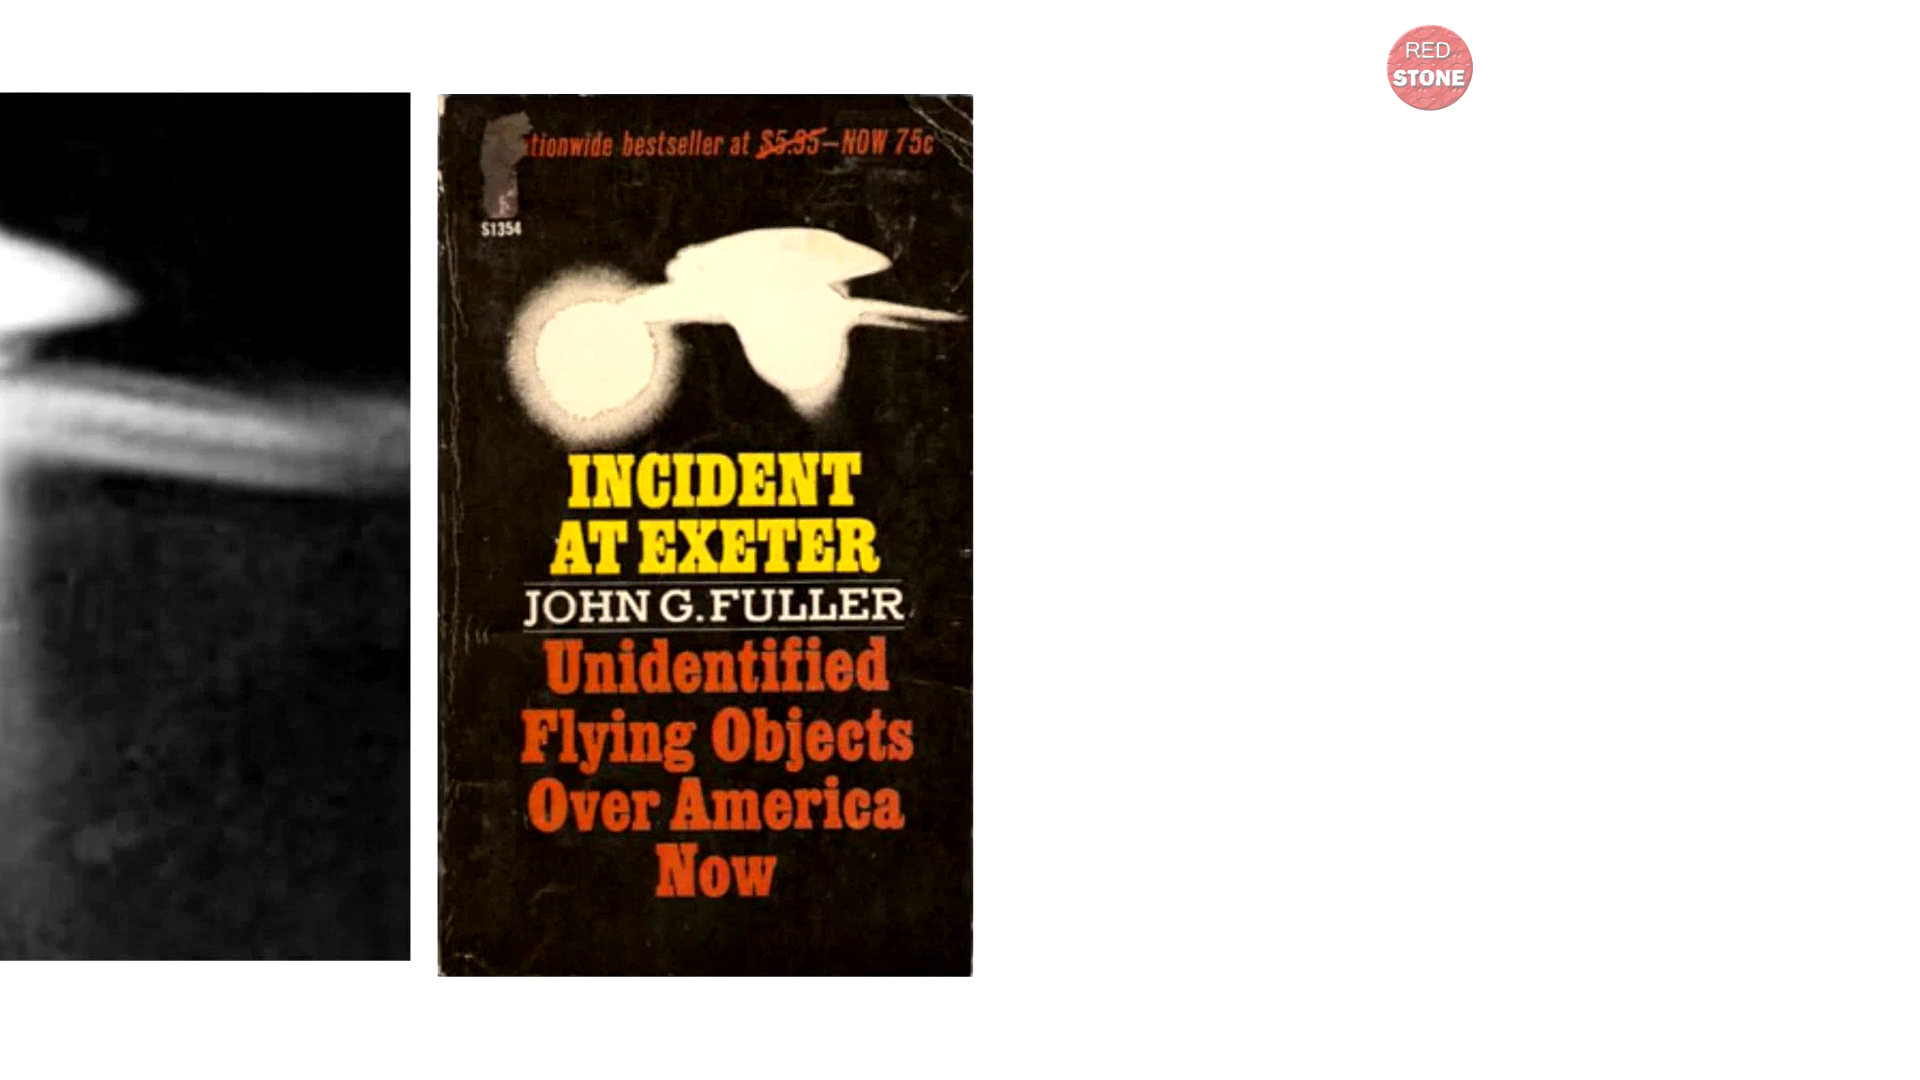 RED
STONE
tionwide bestseller at $5.95—NOW 75c
S1354
INCIDENT
AT EXETER
JOHN G. FULLER
Unidentified
Flying Objects
Over America
Now